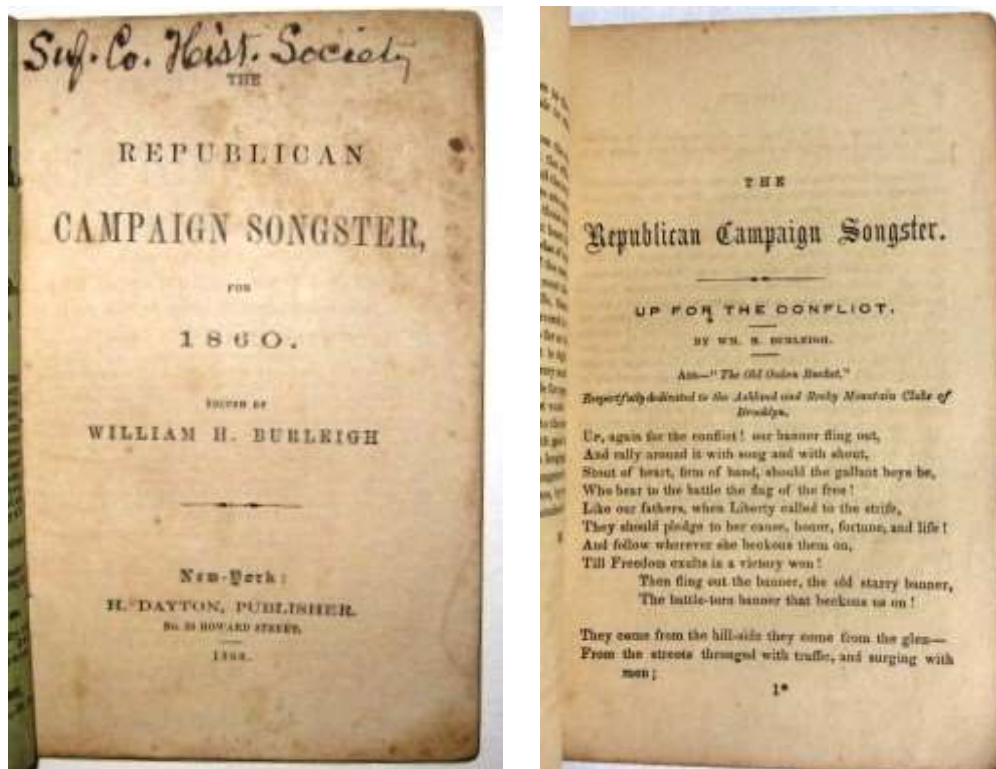 Suf. Co. Hist. Society
THE
REPUBLICAN
CAMPAIGN SONGSTER,
FOR
1860.
EDITED BY
WILLIAM H. BURLEIGH
New-York:
H. DAYTON, PUBLISHER,
No. HOWARD STREET,
1860.
THE
Republican Campaign Songster.
UP FOR THE CONFLICT.
BY WM. H. BURLEIGH.
AIR—"The Old Oaken Bucket."
Respectfully dedicated to the Ashland and Rocky Mountain Clubs of
Brooklyn.
Up, again for the conflict! our banner fling out,
And rally around it with song and with shout,
Stout of heart, firm of hand, should the gallant boys be,
Who bear to the battle the flag of the free!
Like our fathers, when Liberty called to the strife,
They should pledge to her cause, honor, fortune, and life!
And follow wherever she beckons them on,
Till Freedom exults in a victory won!
Then fling out the banner, the old starry banner,
The battle-torn banner that beckons us on!
They come from the hill-side they come from the glen—
From the streets thronged with traffic, and surging with
men;
1*